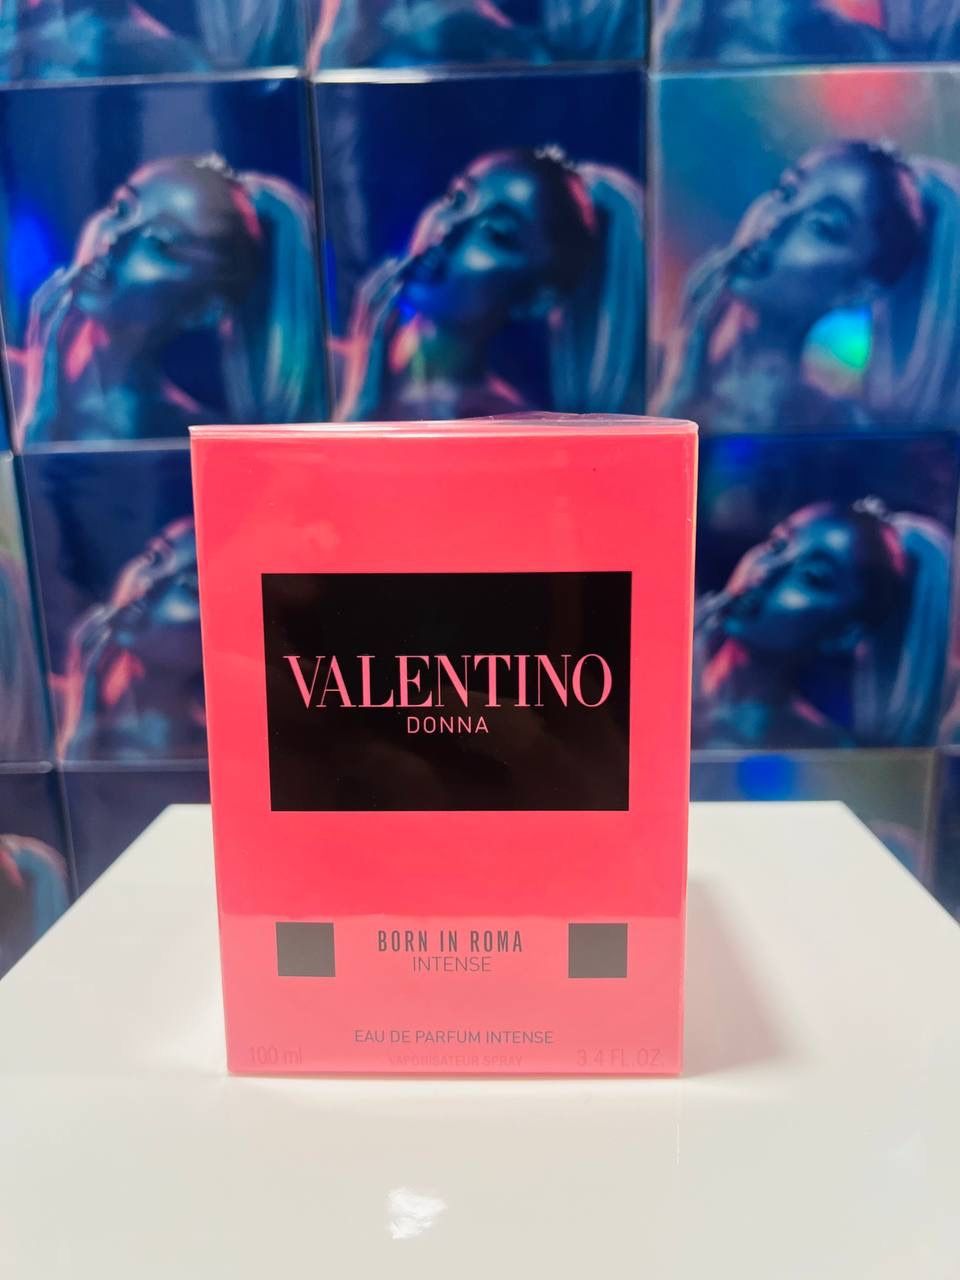 VALENTINO
DONNA
BORN IN ROMA
INTENSE
EAU DE PARFUM INTENSE
100 ml VAPORISATEUR SPRAY 3.4 FL.OZ.